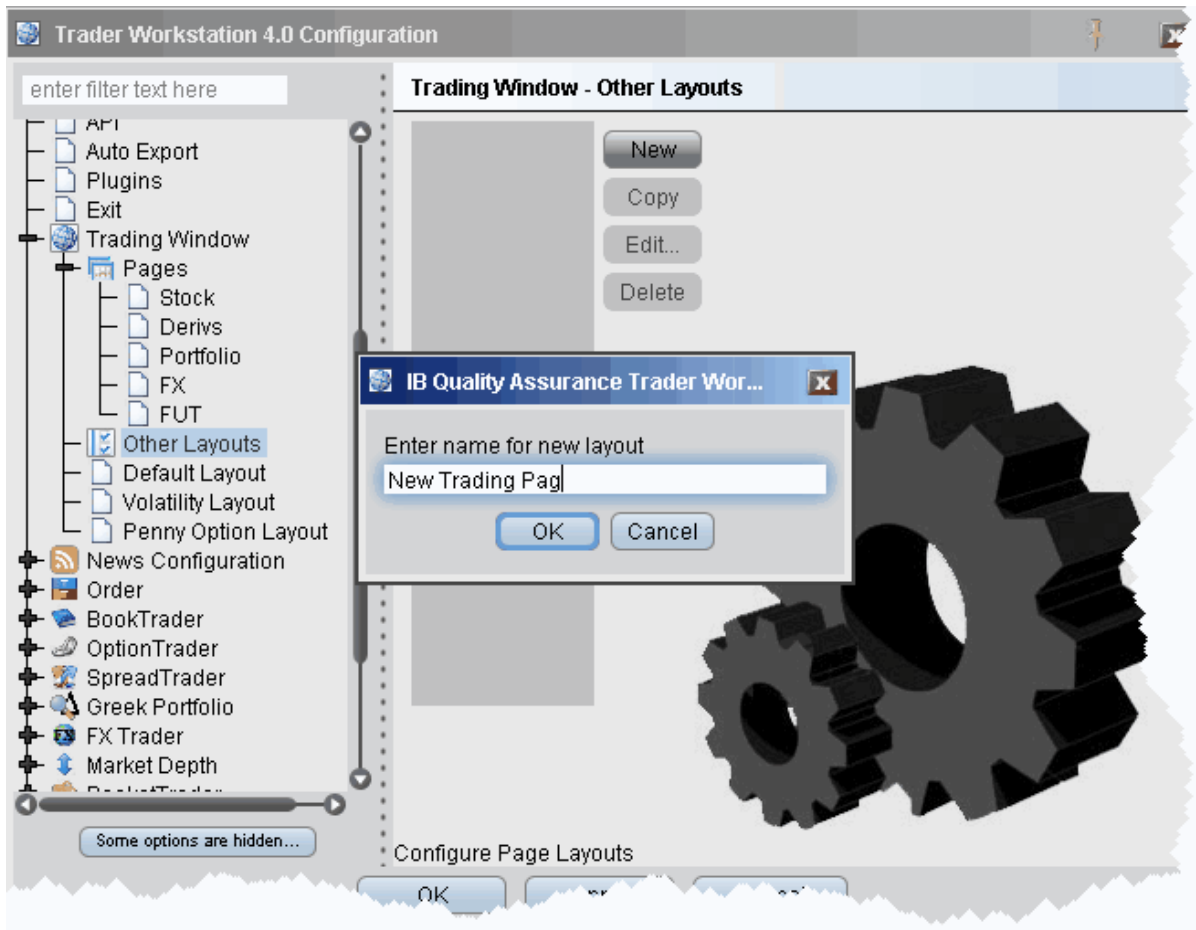 Trader Workstation 4.0 Configuration
enter filter text here
API
Auto Export
Plugins
Exit
Trading Window
Pages
Stock
Derivs
Portfolio
FX
FUT
Other Layouts
Default Layout
Volatility Layout
Penny Option Layout
News Configuration
Order
BookTrader
OptionTrader
SpreadTrader
Greek Portfolio
FX Trader
Market Depth
Some options are hidden...
Trading Window - Other Layouts
New
Copy
Edit...
Delete
IB Quality Assurance Trader Wor...
Enter name for new layout
New Trading Pag
OK
Cancel
Configure Page Layouts
OK